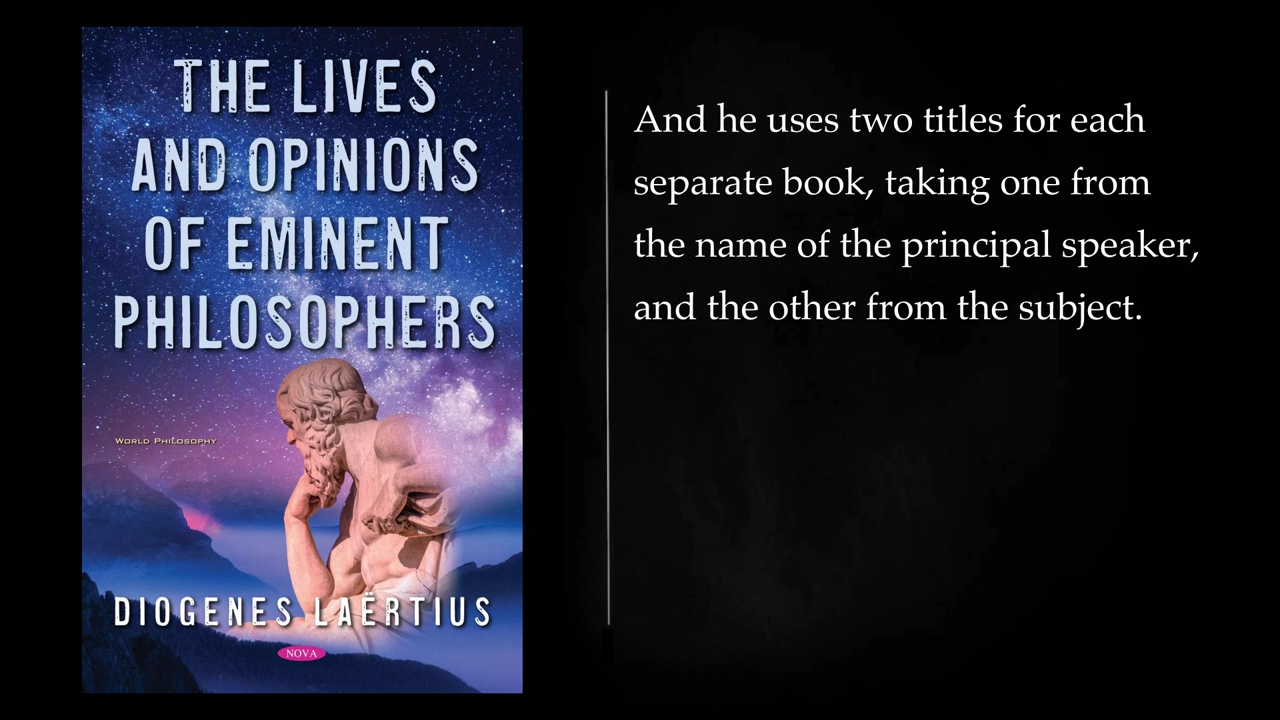 THE LIVES
AND OPINIONS
OF EMINENT
PHILOSOPHERS
WORLD PHILOSOPHY
DIOGENES LAËRTIUS
NOVA
And he uses two titles for each
separate book, taking one from
the name of the principal speaker,
and the other from the subject.